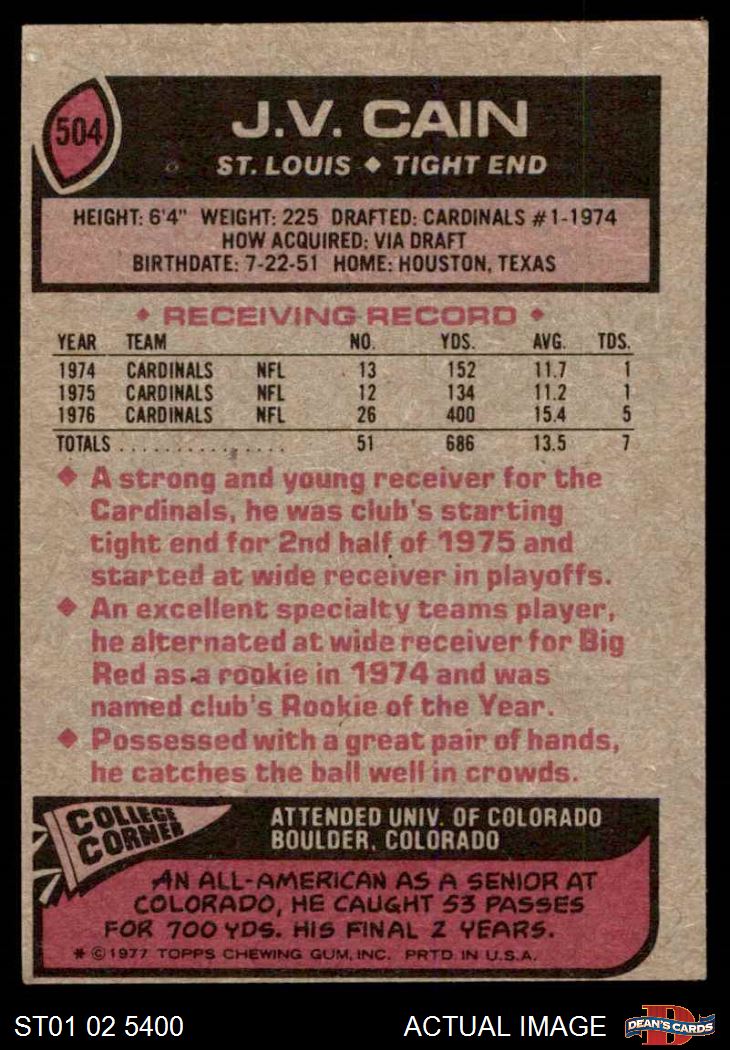 504
J.V. CAIN
ST. LOUIS ◆ TIGHT END
HEIGHT: 6'4" WEIGHT: 225 DRAFTED: CARDINALS #1-1974
HOW ACQUIRED: VIA DRAFT
BIRTHDATE: 7-22-51 HOME: HOUSTON, TEXAS
◆ RECEIVING RECORD ◆
YEAR TEAM NO. YDS. AVG. TDS.
1974 CARDINALS NFL 13 152 11.7 1
1975 CARDINALS NFL 12 134 11.2 1
1976 CARDINALS NFL 26 400 15.4 5
TOTALS . . . . . . . . . . . . . . . . 51 686 13.5 7
◆ A strong and young receiver for the
Cardinals, he was club's starting
tight end for 2nd half of 1975 and
started at wide receiver in playoffs.
◆ An excellent specialty teams player,
he alternated at wide receiver for Big
Red as a rookie in 1974 and was
named club's Rookie of the Year.
◆ Possessed with a great pair of hands,
he catches the ball well in crowds.
COLLEGE
CORNER
ATTENDED UNIV. OF COLORADO
BOULDER, COLORADO
AN ALL-AMERICAN AS A SENIOR AT
COLORADO, HE CAUGHT 53 PASSES
FOR 700 YDS. HIS FINAL 2 YEARS.
* © 1977 TOPPS CHEWING GUM, INC. PRTD IN U.S.A.
ST01 02 5400
ACTUAL IMAGE
D
DEAN'S CARDS